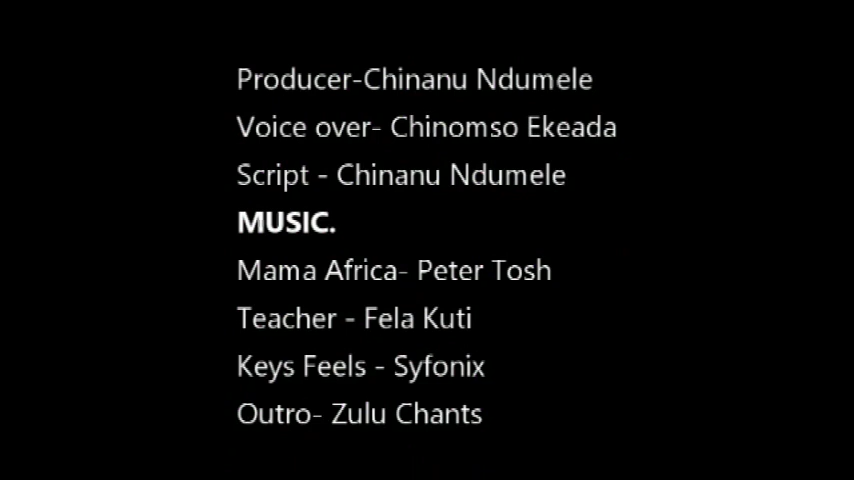 Producer-Chinanu Ndumele
Voice over- Chinomso Ekeada
Script - Chinanu Ndumele
MUSIC.
Mama Africa- Peter Tosh
Teacher - Fela Kuti
Keys Feels - Syfonix
Outro- Zulu Chants